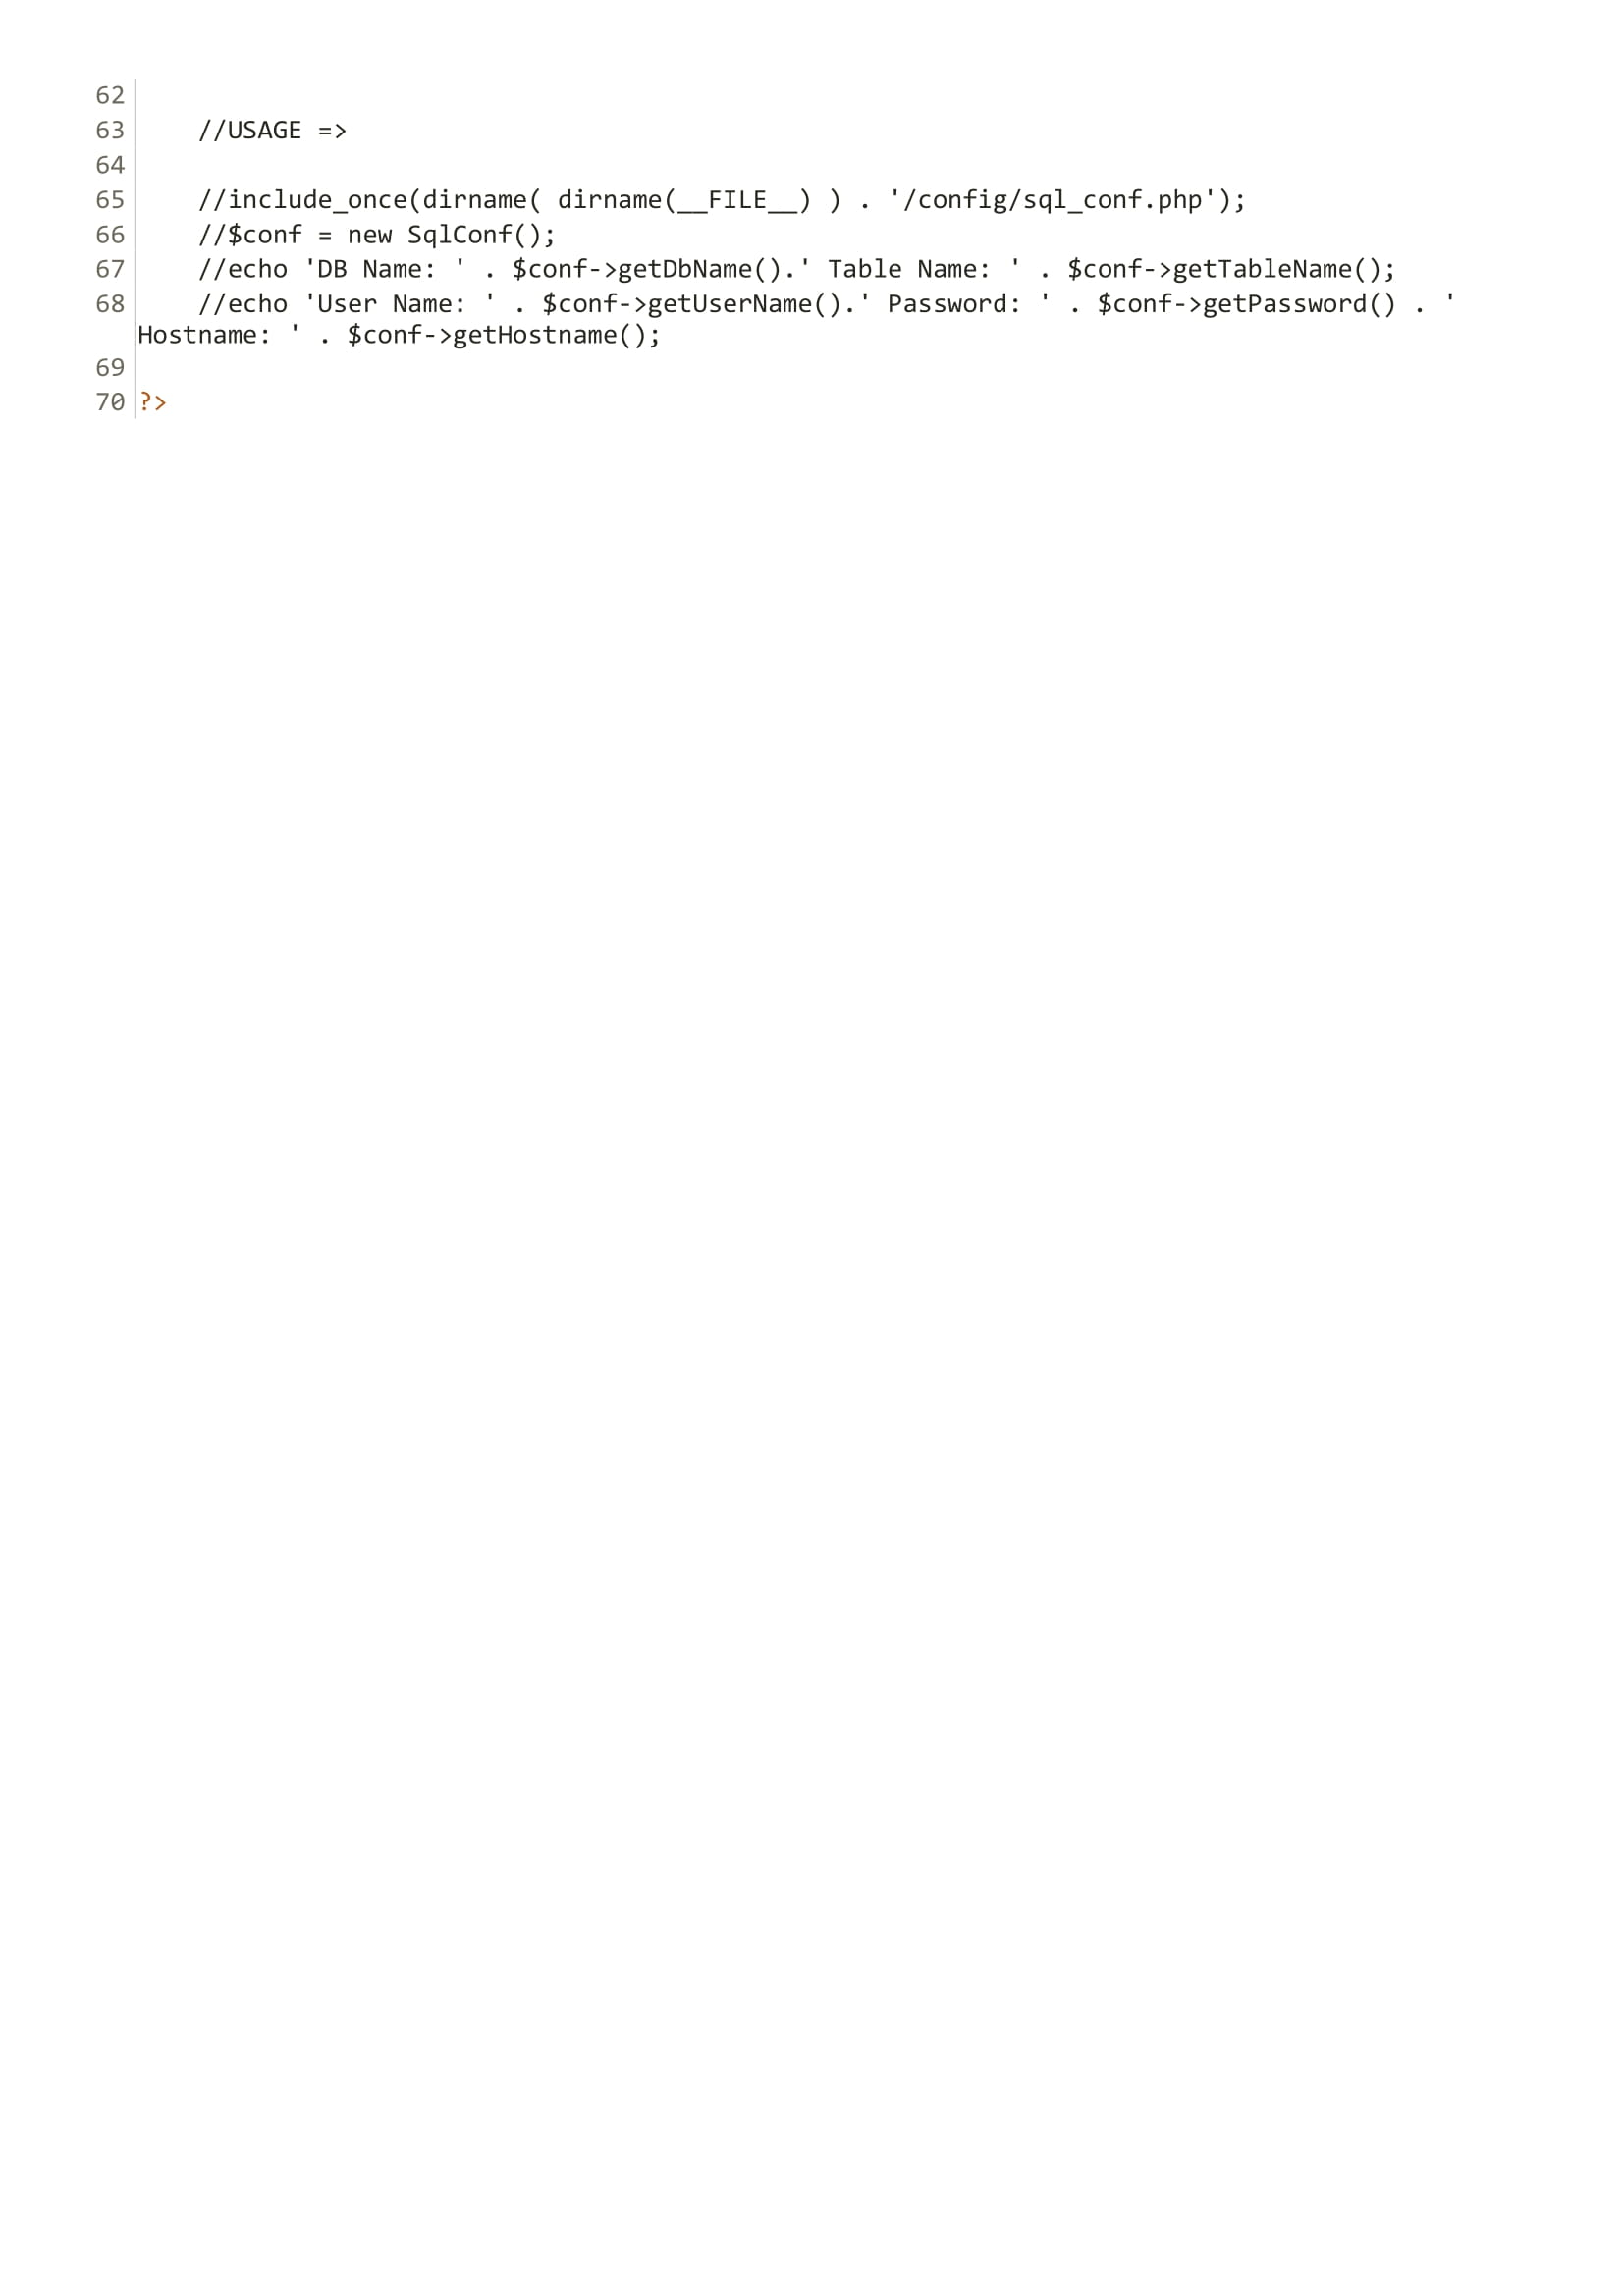 62
63     //USAGE =>
64
65     //include_once(dirname( dirname(__FILE__) ) . '/config/sql_conf.php');
66     //$conf = new SqlConf();
67     //echo 'DB Name: ' . $conf->getDbName().' Table Name: ' . $conf->getTableName();
68     //echo 'User Name: ' . $conf->getUserName().' Password: ' . $conf->getPassword() . '
Hostname: ' . $conf->getHostname();
69
70 ?>